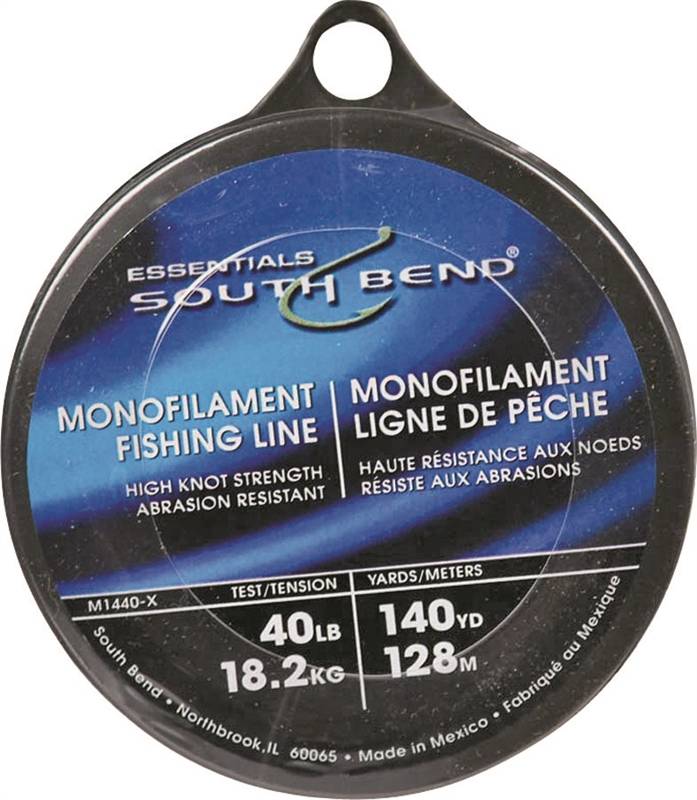 ESSENTIALS
SOUTH BEND®
MONOFILAMENT
FISHING LINE
HIGH KNOT STRENGTH
ABRASION RESISTANT
MONOFILAMENT
LIGNE DE PÊCHE
HAUTE RÉSISTANCE AUX NOEDS
RÉSISTE AUX ABRASIONS
M1440-X
TEST/TENSION
40LB
18.2KG
YARDS/METERS
140YD
128M
South Bend • Northbrook, IL 60065 • Made in Mexico • Fabriqué au Mexique